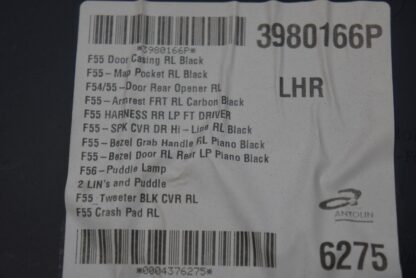 *3980166P*
3980166P
F55 Door Casing RL Black
F55-Map Pocket RL Black
F54/55-Door Rear Opener RL
F55-Armrest FRT RL Carbon Black
F55 HARNESS RR LP FT DRIVER
F55-SPK CVR DR Hi-Line RL Black
F55-Bezel Grab Handle RL Piano Black
F55-Bezel Door RL Rear LP Piano Black
F56-Puddle Lamp
2 LIN's and Puddle
F55 Tweeter BLK CVR RL
F55 Crash Pad RL
LHR
ANTOLIN
*0004376275*
6275